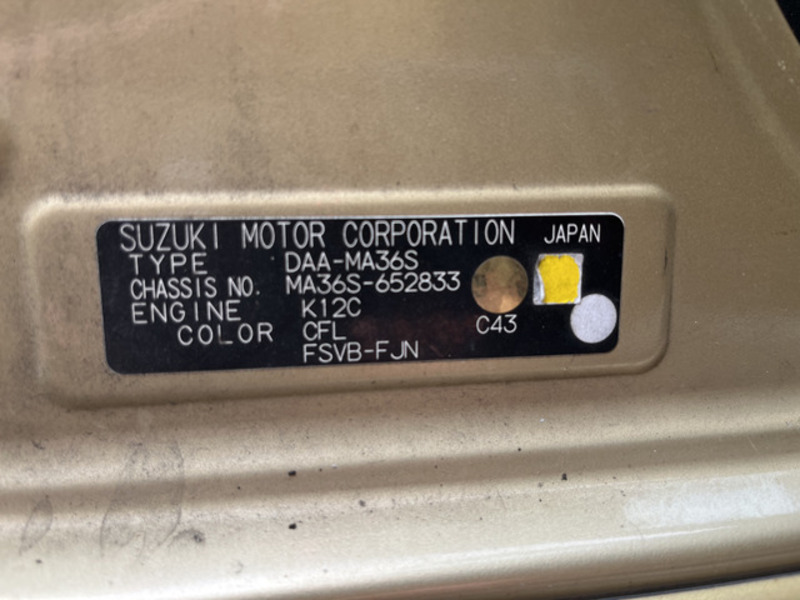 SUZUKI MOTOR CORPORATION JAPAN
TYPE DAA-MA36S
CHASSIS NO. MA36S-652833
ENGINE K12C
COLOR CFL C43
FSVB-FJN